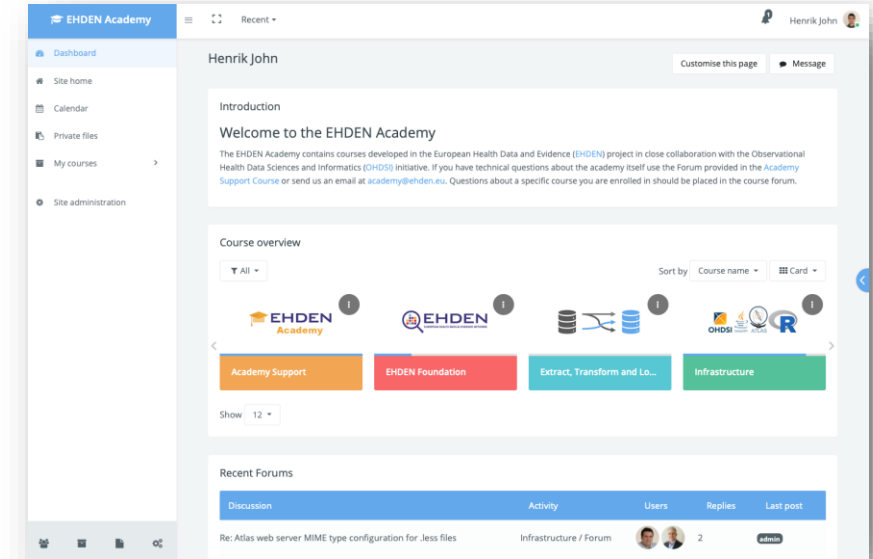 EHDEN Academy
Recent
Henrik John
Dashboard
Site home
Calendar
Private files
My courses
Site administration
Henrik John
Customise this page
Message
Introduction
Welcome to the EHDEN Academy
The EHDEN Academy contains courses developed in the European Health Data and Evidence (EHDEN) project in close collaboration with the Observational
Health Data Sciences and Informatics (OHDSI) initiative. If you have technical questions about the academy itself use the Forum provided in the Academy
Support Course or send us an email at academy@ehden.eu. Questions about a specific course you are enrolled in should be placed in the course forum.
Course overview
All
Sort by Course name Card
EHDEN
Academy
EHDEN
OHDSI
Java
ATLAS
R
Academy Support
EHDEN Foundation
Extract, Transform and Lo...
Infrastructure
Show 12
Recent Forums
Discussion Activity Users Replies Last post
Re: Atlas web server MIME type configuration for .less files Infrastructure / Forum 2 admin